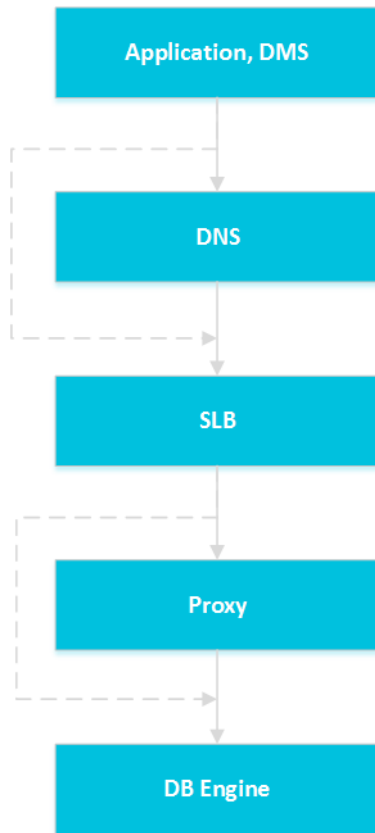 Application, DMS
DNS
SLB
Proxy
DB Engine